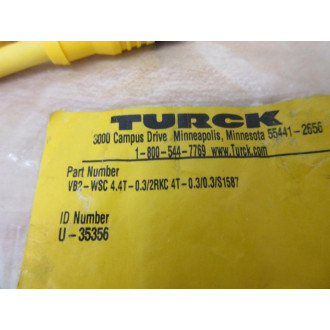 TURCK
3000 Campus Drive Minneapolis, Minnesota 55441-2656
1-800-544-7769 www.Turck.com
Part Number
VB2-WSC 4.4T-0.3/2RKC 4T-0.3/0.3/S1587
ID Number
U-35356